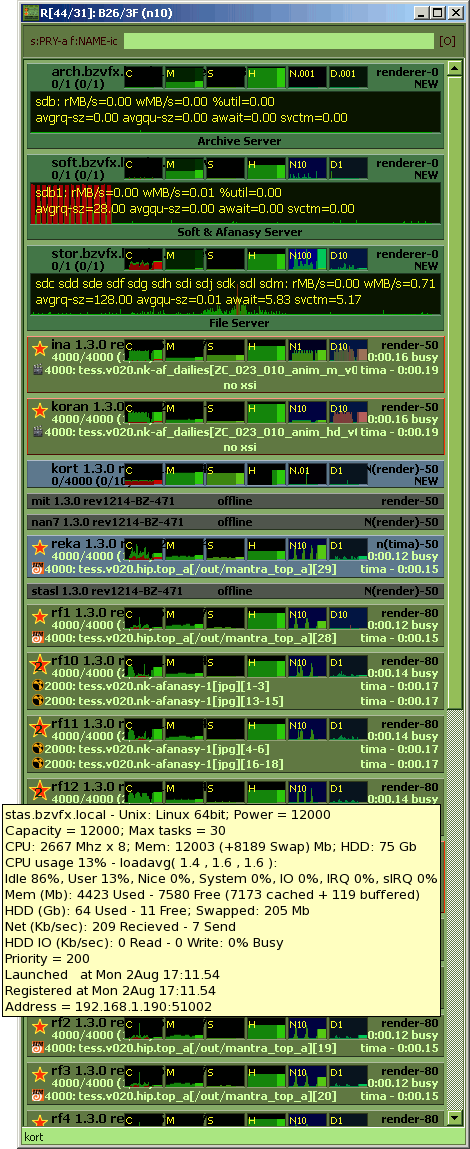 R[44/31]: B26/3F (n10)
s:PRY-a f:NAME-ic [O]
arch.bzvfx. C M S H N.001 D.001 renderer-0
0/1 (0/1) NEW
sdb: rMB/s=0.00 wMB/s=0.00 %util=0.00
avgrq-sz=0.00 avgqu-sz=0.00 await=0.00 svctm=0.00
Archive Server
soft.bzvfx.l C M S H N10 D1 renderer-0
0/1 (0/1) NEW
sdb1: rMB/s=0.00 wMB/s=0.01 %util=0.00
avgrq-sz=28.00 avgqu-sz=0.00 await=0.00 svctm=0.00
Soft & Afanasy Server
stor.bzvfx.l C M S H N100 D10 renderer-0
0/1 (0/1) NEW
sdc sdd sde sdf sdg sdh sdi sdj sdk sdl sdm: rMB/s=0.00 wMB/s=0.71
avgrq-sz=128.00 avgqu-sz=0.01 await=5.83 svctm=5.17
File Server
ina 1.3.0 re C M S H N1 D10 render-50
4000/4000 ( 0:00.16 busy
4000: tess.v020.nk-af_dailies[ZC_023_010_anim_m_v0 tima - 0:00.19
no xsi
koran 1.3.0 C M S H N10 D10 render-50
4000/4000 ( 0:00.16 busy
4000: tess.v020.nk-af_dailies[ZC_023_010_anim_hd_v tima - 0:00.19
no xsi
kort 1.3.0 r C M S H N.01 D.001 N(render)-50
0/4000 (0/10 NEW
mit 1.3.0 rev1214-BZ-471 offline render-50
nan7 1.3.0 rev1214-BZ-471 offline N(render)-50
reka 1.3.0 C M S H N10 D10 n(tima)-50
4000/4000 ( 0:00.12 busy
4000: tess.v020.hip.top_a[/out/mantra_top_a][29] tima - 0:00.15
stasl 1.3.0 rev1214-BZ-471 offline N(render)-50
rf1 1.3.0 re C M S H N10 D10 render-80
4000/4000 ( 0:00.12 busy
4000: tess.v020.hip.top_a[/out/mantra_top_a][28] tima - 0:00.15
2 rf10 1.3.0 r C M S H N10 D1 render-80
4000/4000 (2 0:00.14 busy
2000: tess.v020.nk-afanasy-1[jpg][1-3] tima - 0:00.17
2000: tess.v020.nk-afanasy-1[jpg][13-15] tima - 0:00.17
2 rf11 1.3.0 r C M S H N10 D1 render-80
4000/4000 (2 0:00.14 busy
2000: tess.v020.nk-afanasy-1[jpg][4-6] tima - 0:00.17
2000: tess.v020.nk-afanasy-1[jpg][16-18] tima - 0:00.17
2 rf12 1.3.0 r C M S H N10 D1 render-80
stas.bzvfx.local - Unix: Linux 64bit; Power = 12000
Capacity = 12000; Max tasks = 30
CPU: 2667 Mhz x 8; Mem: 12003 (+8189 Swap) Mb; HDD: 75 Gb
CPU usage 13% - loadavg( 1.4 , 1.6 , 1.6 ):
Idle 86%, User 13%, Nice 0%, System 0%, IO 0%, IRQ 0%, sIRQ 0%
Mem (Mb): 4423 Used - 7580 Free (7173 cached + 119 buffered)
HDD (Gb): 64 Used - 11 Free; Swapped: 205 Mb
Net (Kb/sec): 209 Recieved - 7 Send
HDD IO (Kb/sec): 0 Read - 0 Write: 0% Busy
Priority = 200
Launched at Mon 2Aug 17:11.54
Registered at Mon 2Aug 17:11.54
Address = 192.168.1.190:51002
rf2 1.3.0 re C M S H N10 D1 render-80
4000/4000 ( 0:00.12 busy
4000: tess.v020.hip.top_a[/out/mantra_top_a][19] tima - 0:00.15
rf3 1.3.0 re C M S H N10 D1 render-80
4000/4000 ( 0:00.12 busy
4000: tess.v020.hip.top_a[/out/mantra_top_a][20] tima - 0:00.15
rf4 1.3.0 re C M S H N10 D1 render-80
kort